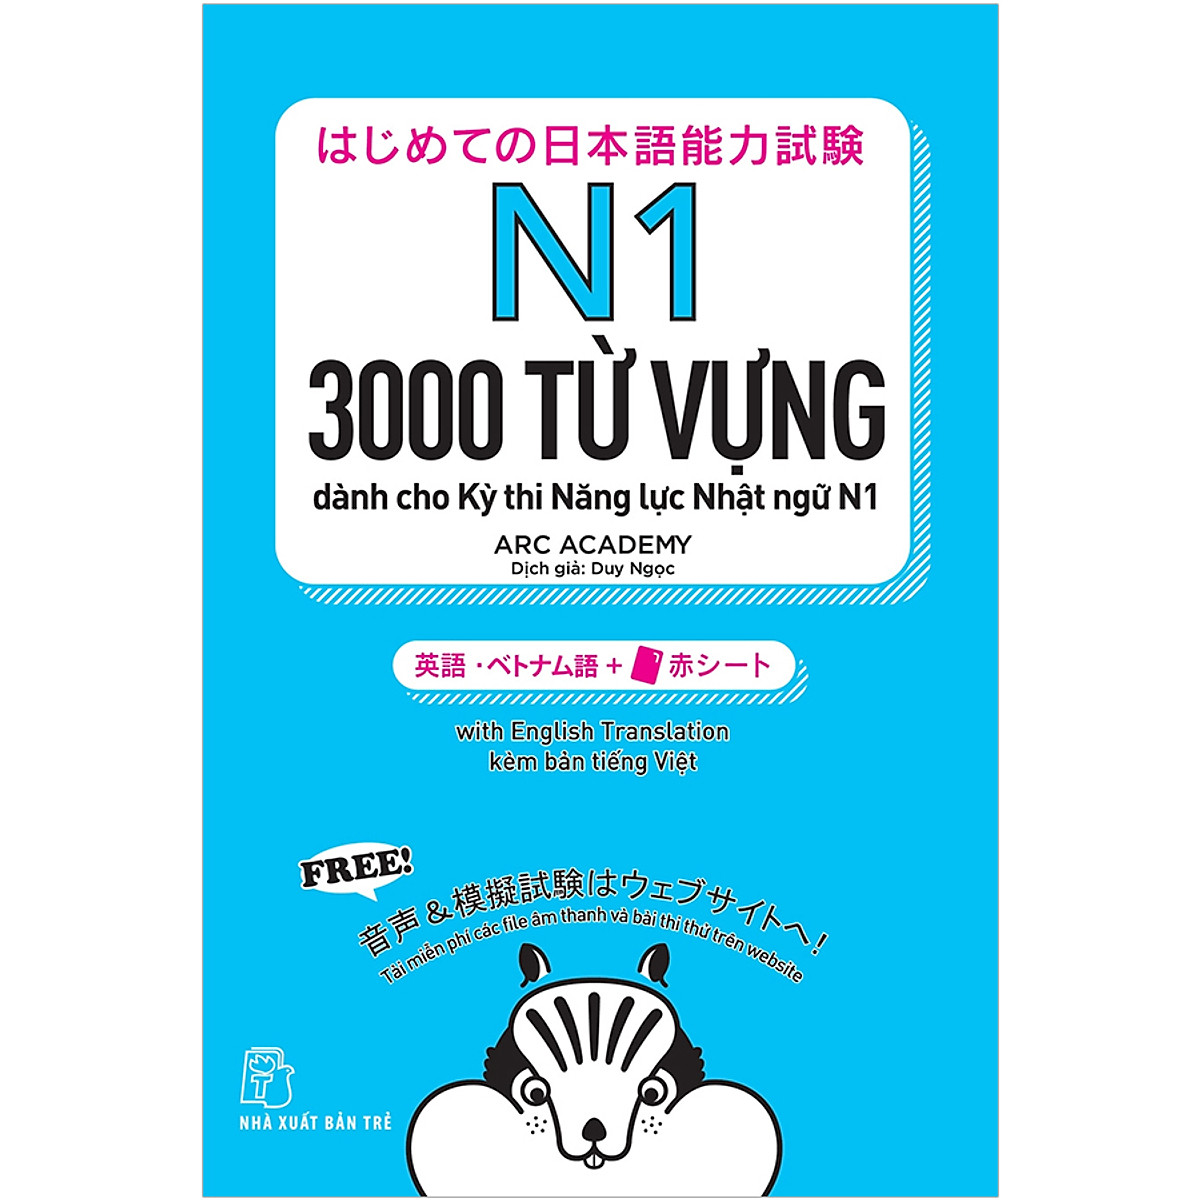 はじめての日本語能力試験
N1
3000 TỪ VỰNG
dành cho Kỳ thi Năng lực Nhật ngữ N1
ARC ACADEMY
Dịch giả: Duy Ngọc
英語・ベトナム語 + 赤シート
with English Translation
kèm bản tiếng Việt
FREE!
音声&模擬試験はウェブサイトへ!
Tải miễn phí các file âm thanh và bài thi thử trên website
T
NHÀ XUẤT BẢN TRẺ